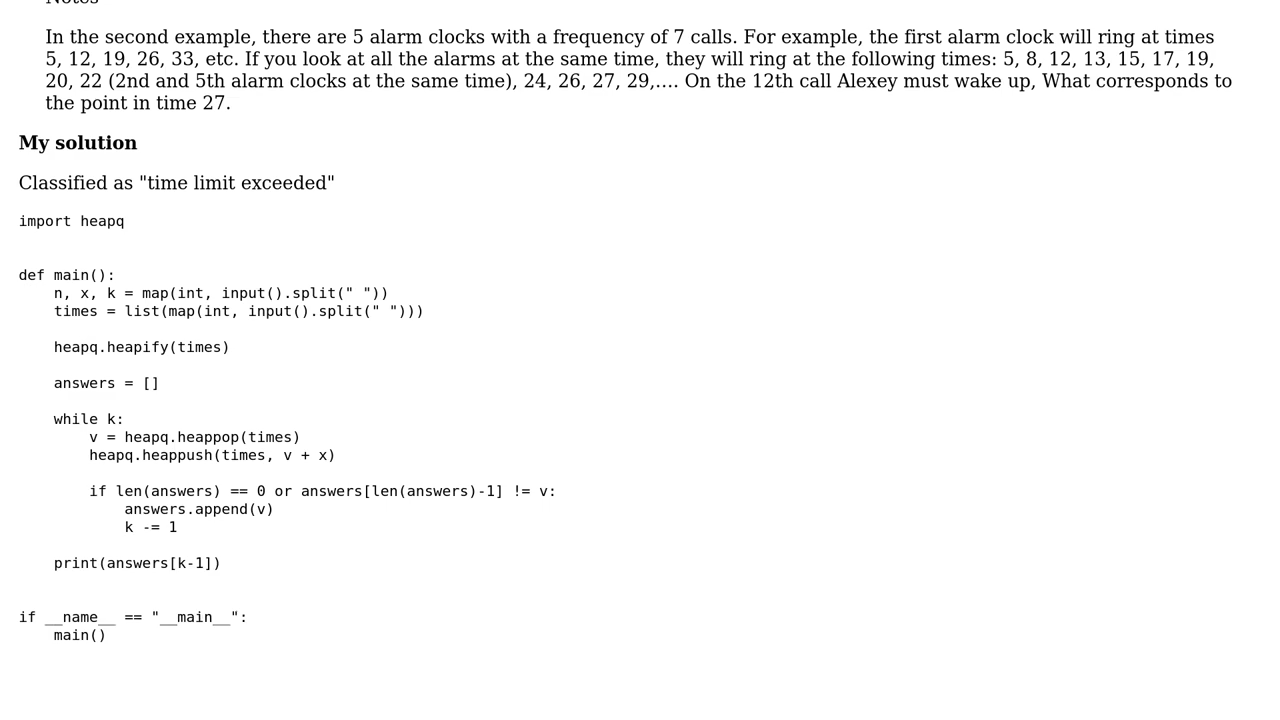 Notes
In the second example, there are 5 alarm clocks with a frequency of 7 calls. For example, the first alarm clock will ring at times
5, 12, 19, 26, 33, etc. If you look at all the alarms at the same time, they will ring at the following times: 5, 8, 12, 13, 15, 17, 19,
20, 22 (2nd and 5th alarm clocks at the same time), 24, 26, 27, 29,…. On the 12th call Alexey must wake up, What corresponds to
the point in time 27.
My solution
Classified as "time limit exceeded"
import heapq
def main():
    n, x, k = map(int, input().split(" "))
    times = list(map(int, input().split(" ")))
    heapq.heapify(times)
    answers = []
    while k:
        v = heapq.heappop(times)
        heapq.heappush(times, v + x)
        if len(answers) == 0 or answers[len(answers)-1] != v:
            answers.append(v)
            k -= 1
    print(answers[k-1])
if __name__ == "__main__":
    main()